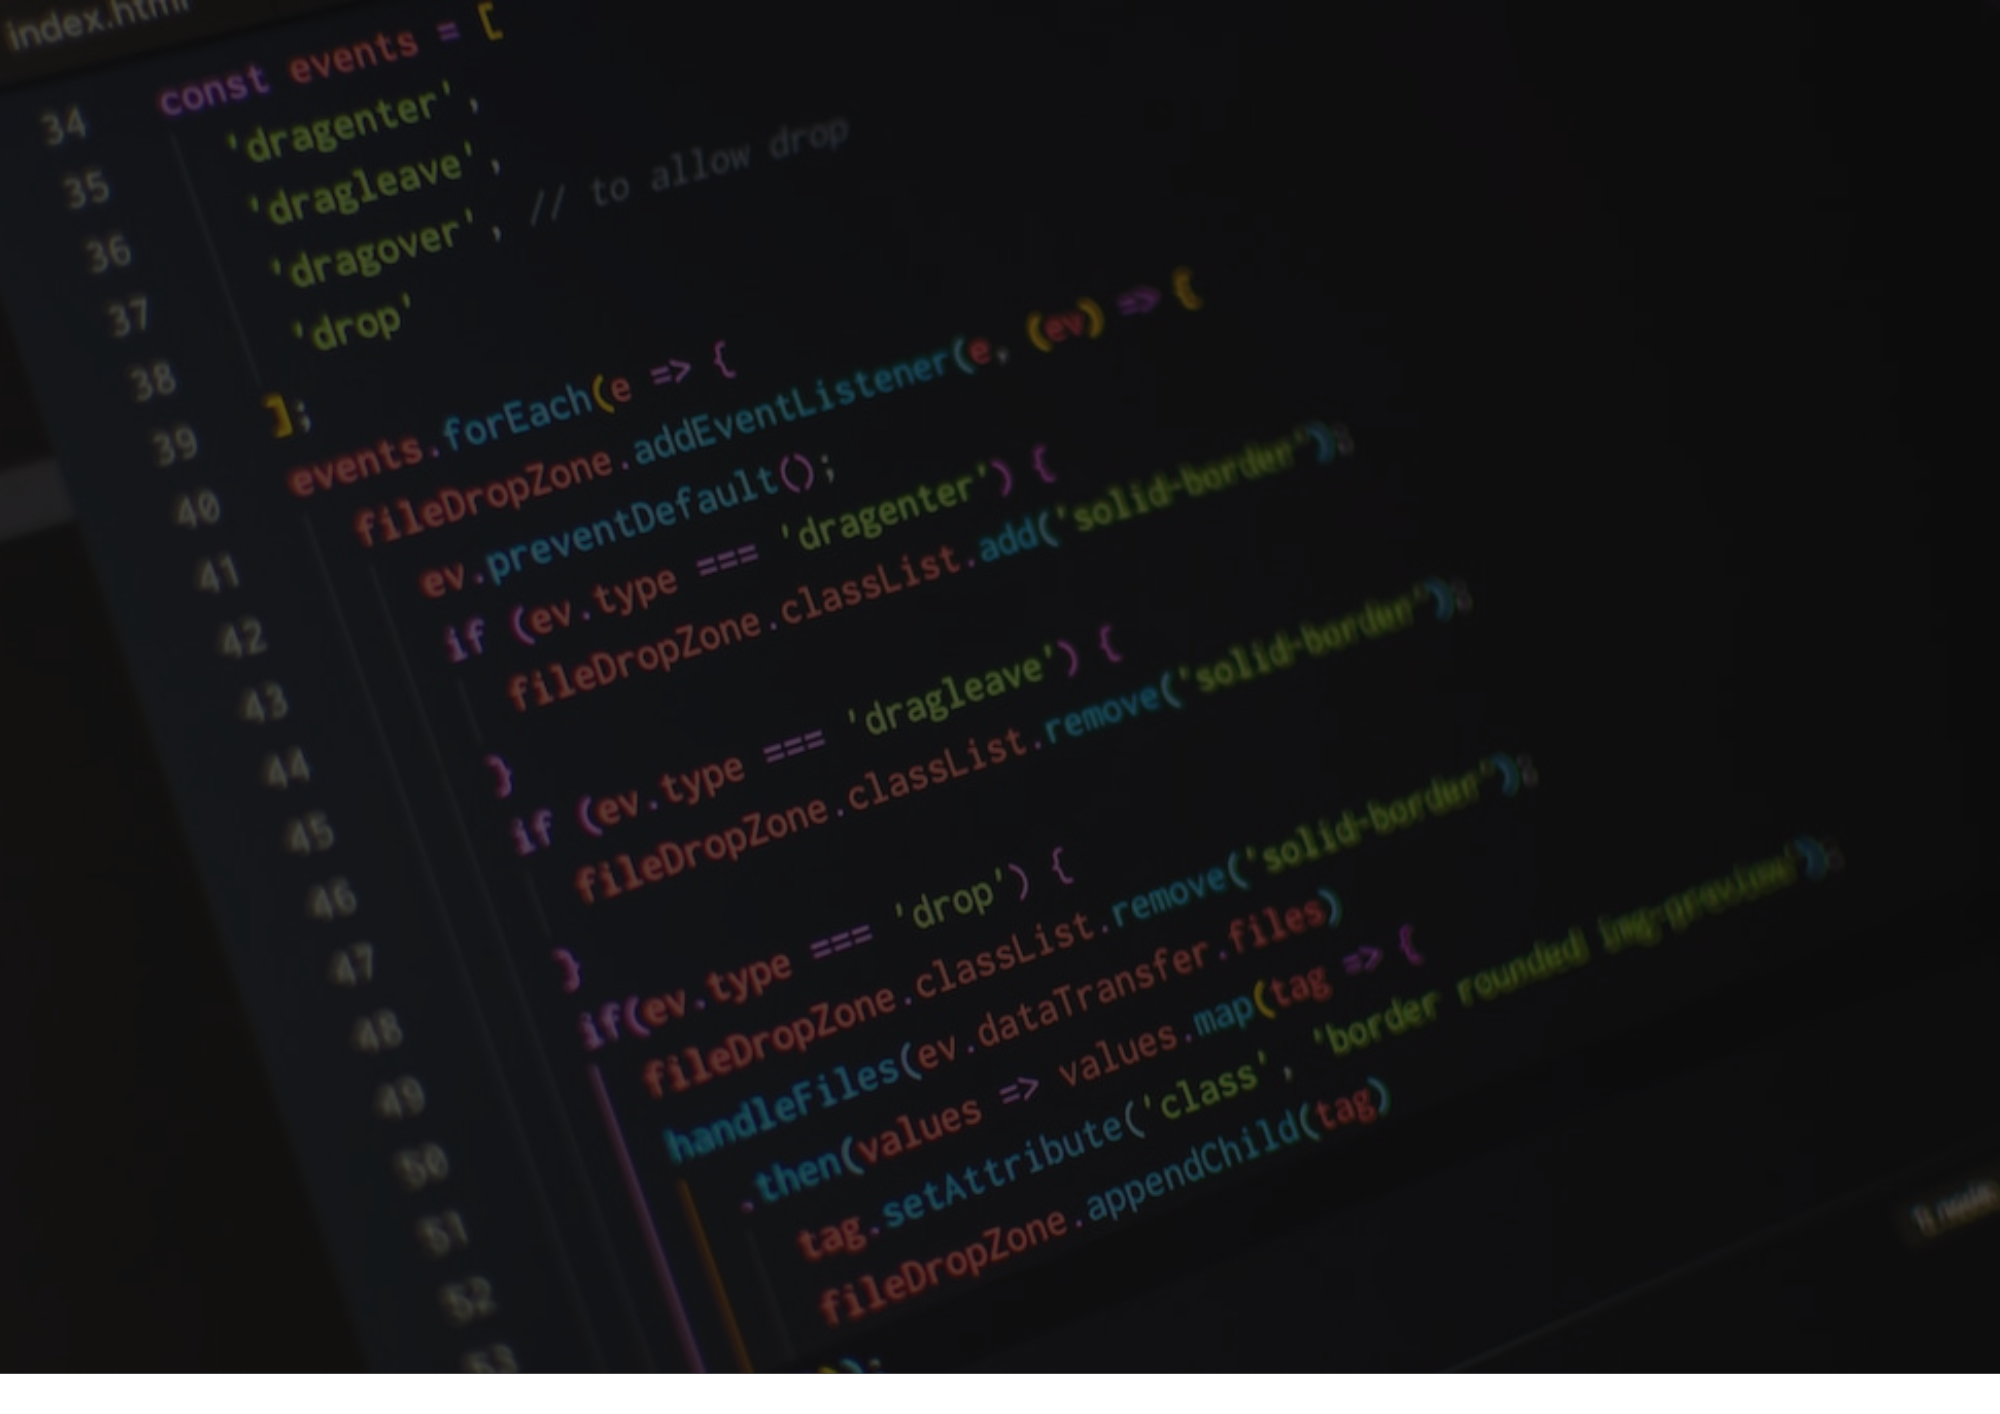 index.html
34 const events = [
35 'dragenter',
36 'dragleave',
37 'dragover', // to allow drop
38 'drop'
39 ];
40 events.forEach(e => {
41 fileDropZone.addEventListener(e, (ev) => {
42 ev.preventDefault();
43 if (ev.type === 'dragenter') {
44 fileDropZone.classList.add('solid-border');
45 }
46 if (ev.type === 'dragleave') {
47 fileDropZone.classList.remove('solid-border');
48 }
49 if(ev.type === 'drop') {
50 fileDropZone.classList.remove('solid-border');
51 handleFiles(ev.dataTransfer.files)
52 .then(values => values.map(tag => {
53 tag.setAttribute('class', 'border rounded img-preview');
fileDropZone.appendChild(tag)